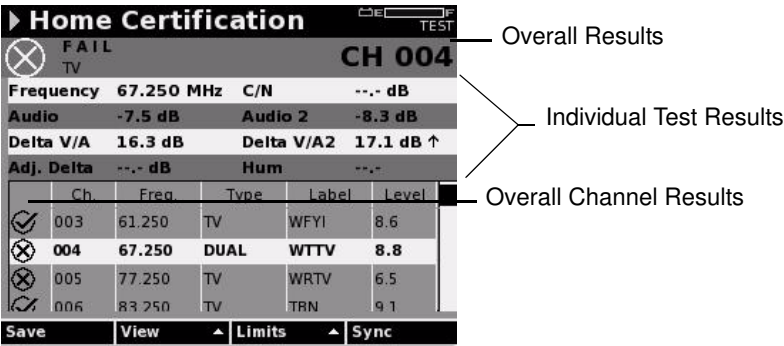 Home Certification
E F
TEST
FAIL
TV
CH 004
Overall Results
Frequency 67.250 MHz C/N --.- dB
Audio -7.5 dB Audio 2 -8.3 dB
Delta V/A 16.3 dB Delta V/A2 17.1 dB ↑
Adj. Delta --.- dB Hum --.-
Individual Test Results
Ch. Freq. Type Label Level
Overall Channel Results
003 61.250 TV WFYI 8.6
004 67.250 DUAL WTTV 8.8
005 77.250 TV WRTV 6.5
006 83.250 TV TBN 9.1
Save View Limits Sync